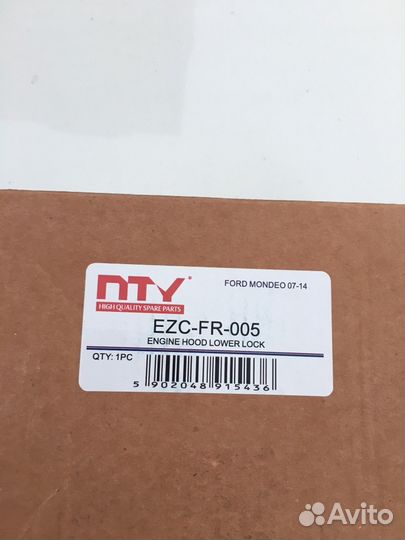 NTY
HIGH QUALITY SPARE PARTS
FORD MONDEO 07-14
EZC-FR-005
ENGINE HOOD LOWER LOCK
QTY: 1PC
5 902048 915436
Avito